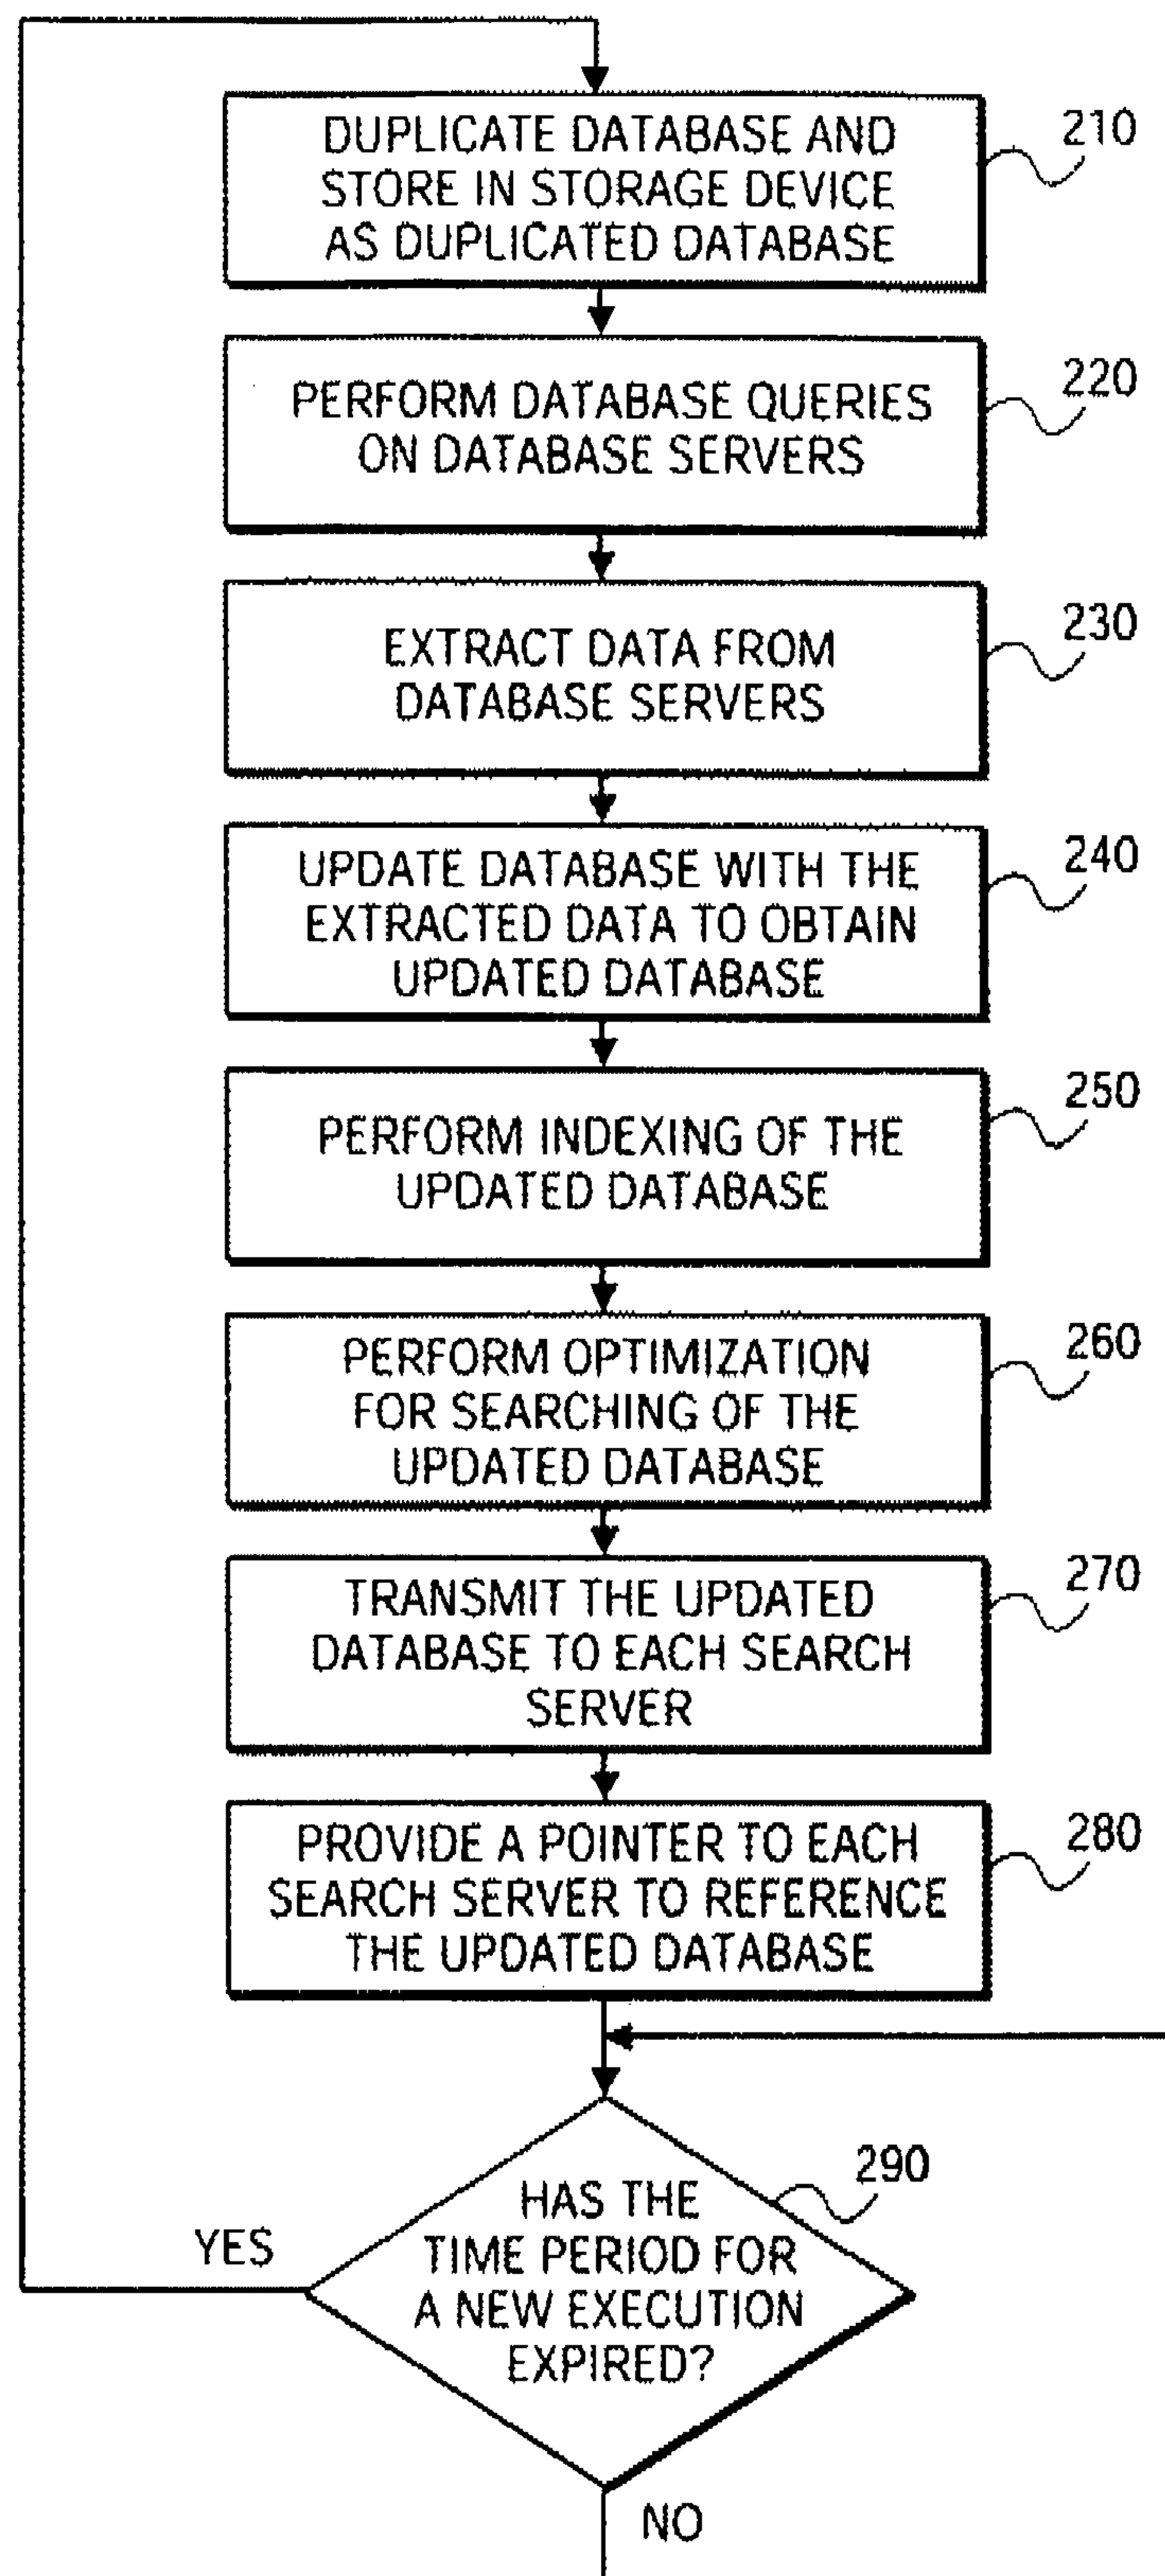 DUPLICATE DATABASE AND
STORE IN STORAGE DEVICE
AS DUPLICATED DATABASE
210
PERFORM DATABASE QUERIES
ON DATABASE SERVERS
220
EXTRACT DATA FROM
DATABASE SERVERS
230
UPDATE DATABASE WITH THE
EXTRACTED DATA TO OBTAIN
UPDATED DATABASE
240
PERFORM INDEXING OF THE
UPDATED DATABASE
250
PERFORM OPTIMIZATION
FOR SEARCHING OF THE
UPDATED DATABASE
260
TRANSMIT THE UPDATED
DATABASE TO EACH SEARCH
SERVER
270
PROVIDE A POINTER TO EACH
SEARCH SERVER TO REFERENCE
THE UPDATED DATABASE
280
HAS THE
TIME PERIOD FOR
A NEW EXECUTION
EXPIRED?
290
YES
NO